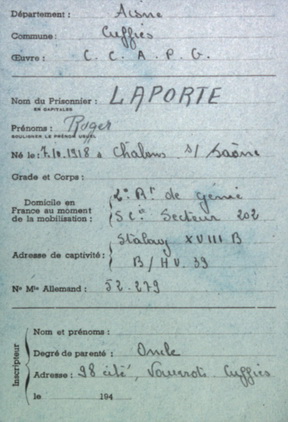 Département : Aisne
Commune : Cuffies
Œuvre : C. C. A. P. G.
Nom du Prisonnier : LAPORTE
EN CAPITALES
Prénoms : Roger
SOULIGNER LE PRÉNOM USUEL
Né le : 7.10.1918 à Chalons s/ Saône
Grade et Corps :
Domicile en France au moment de la mobilisation : 2e Rt de génie
5 Cie Secteur 202
Adresse de captivité : Stalag XVIII B
B / HV. 39
No Mle Allemand : 52.279
Inscripteur
Nom et prénoms :
Degré de parenté : Oncle
Adresse : 98 cité, Cuffies
le 194